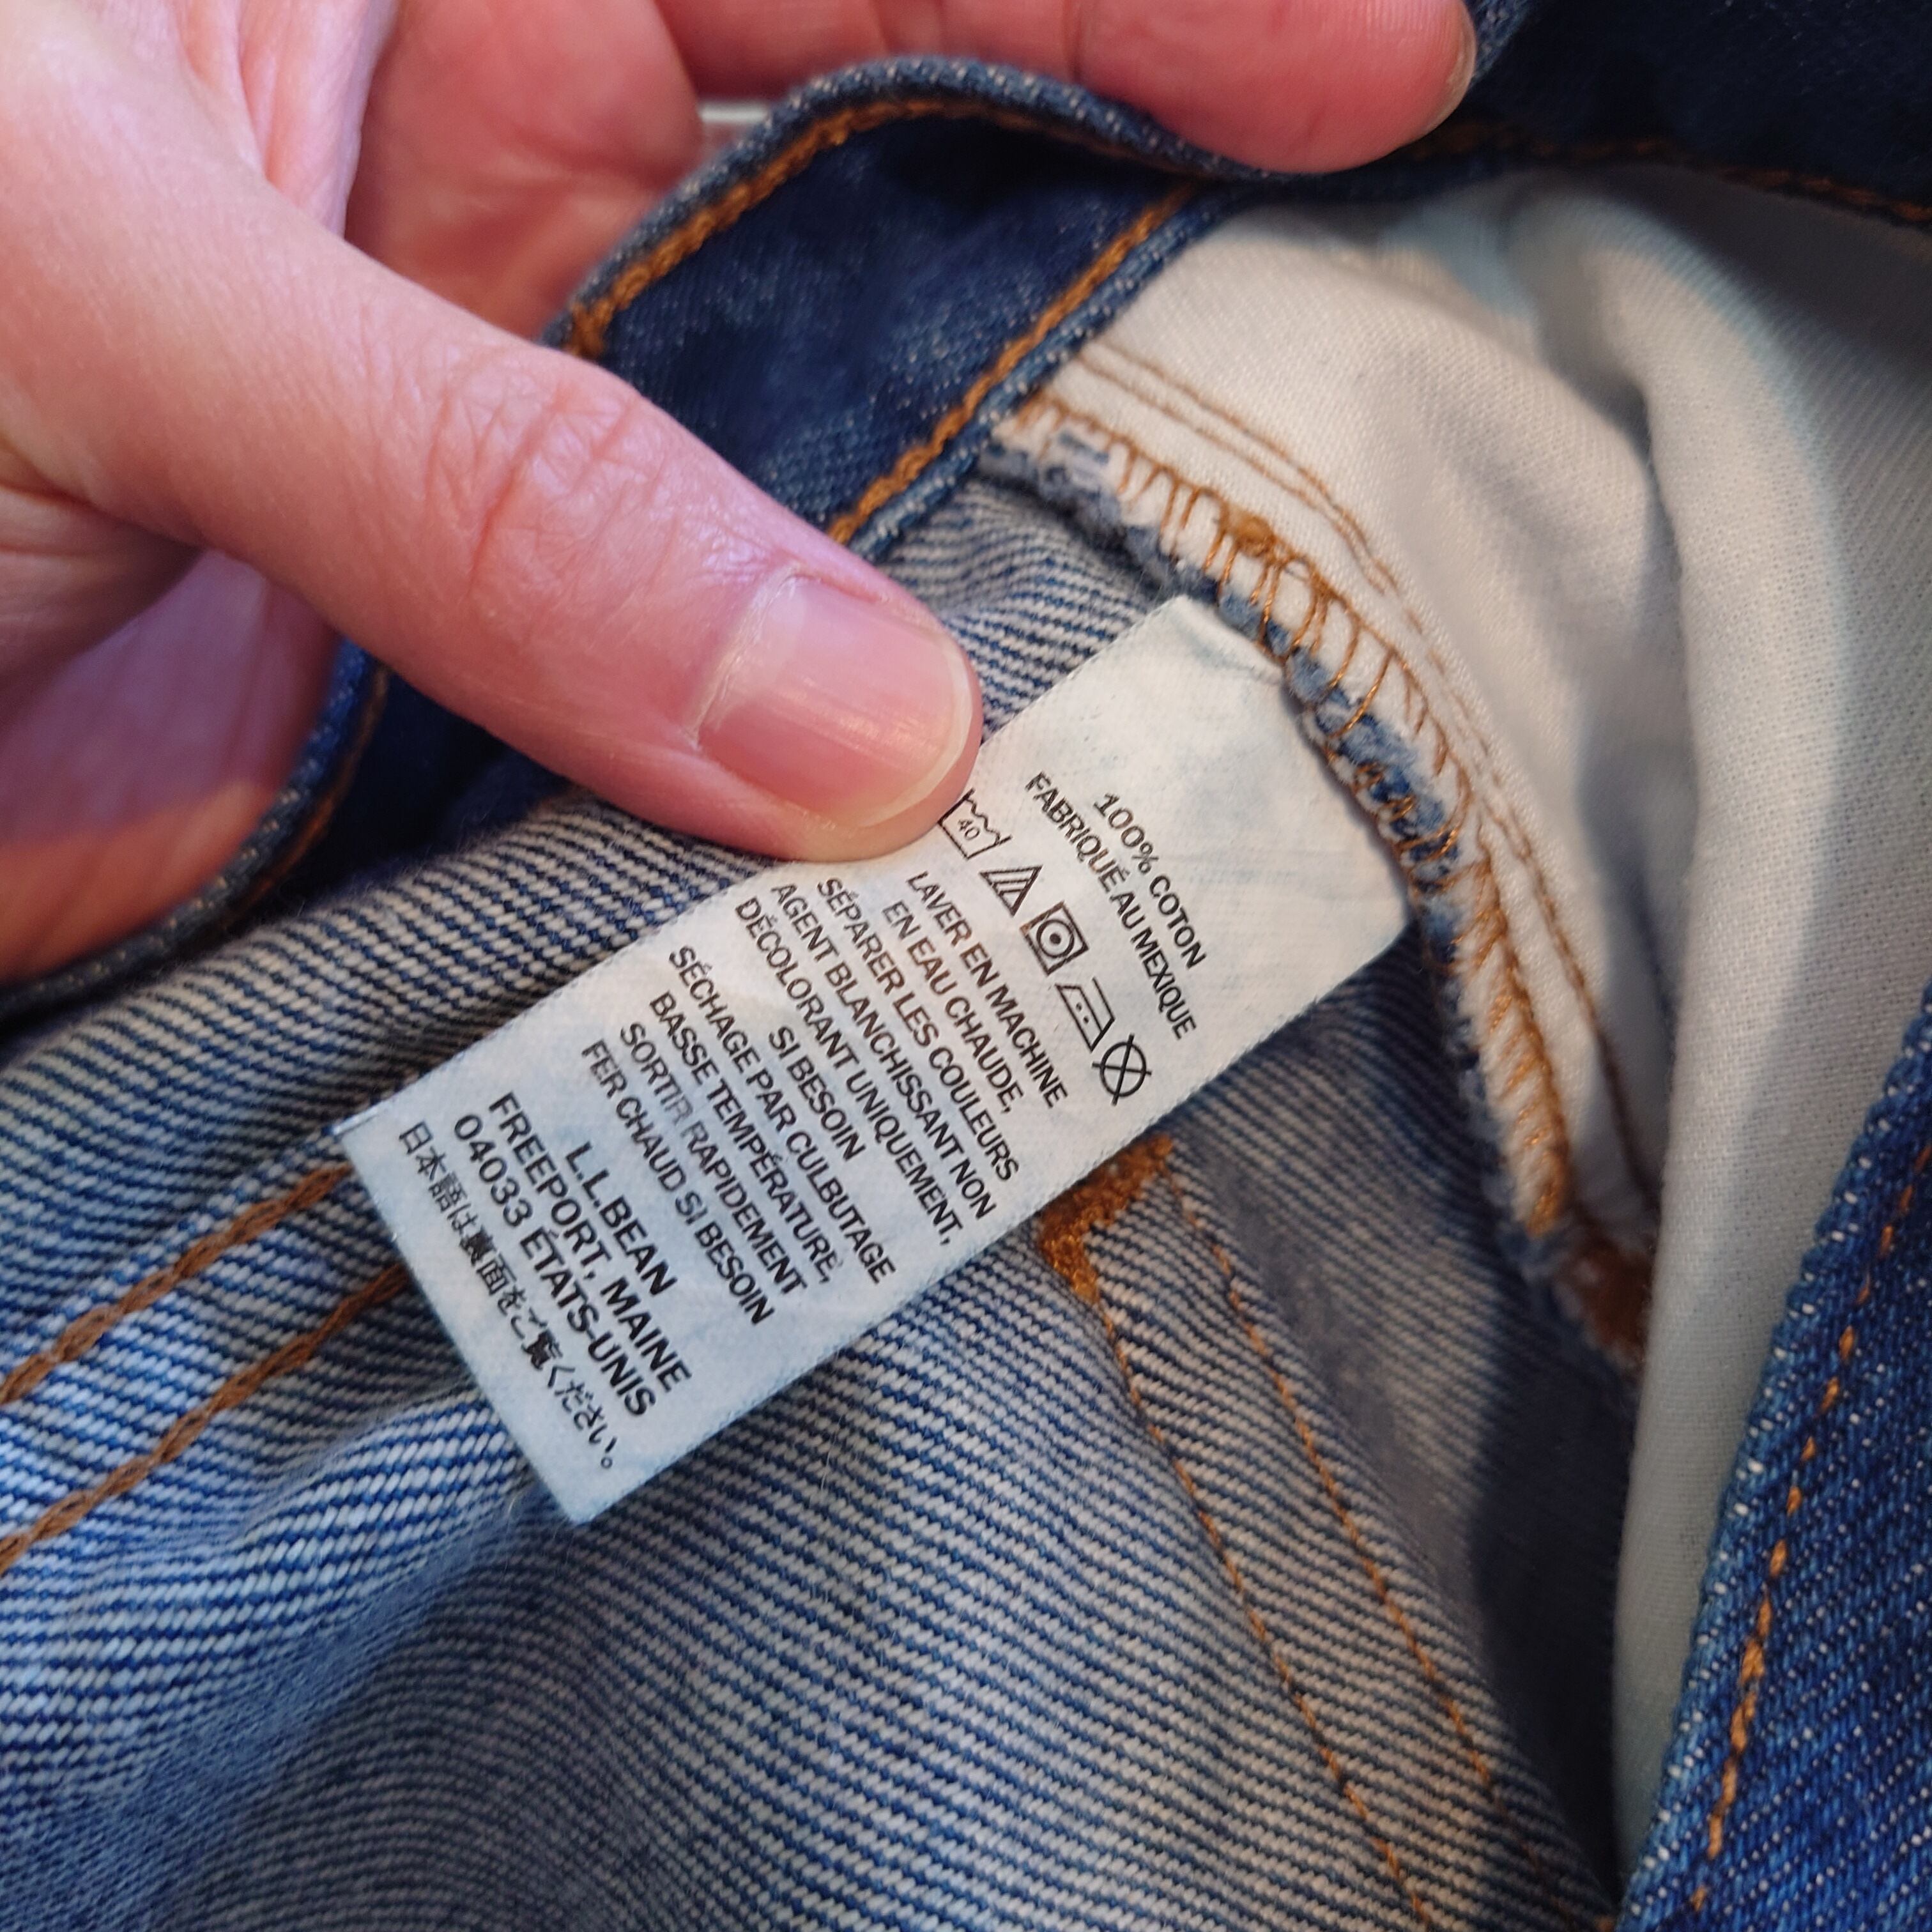 100% COTON
FABRIQUÉ AU MEXIQUE
40
LAVER EN MACHINE
EN EAU CHAUDE,
SÉPARER LES COULEURS
AGENT BLANCHISSANT NON
DÉCOLORANT UNIQUEMENT,
SI BESOIN
SÉCHAGE PAR CULBUTAGE
BASSE TEMPÉRATURE,
SORTIR RAPIDEMENT
FER CHAUD SI BESOIN
L.L.BEAN
FREEPORT, MAINE
04033 ÉTATS-UNIS
日本語は裏面をご覧ください。